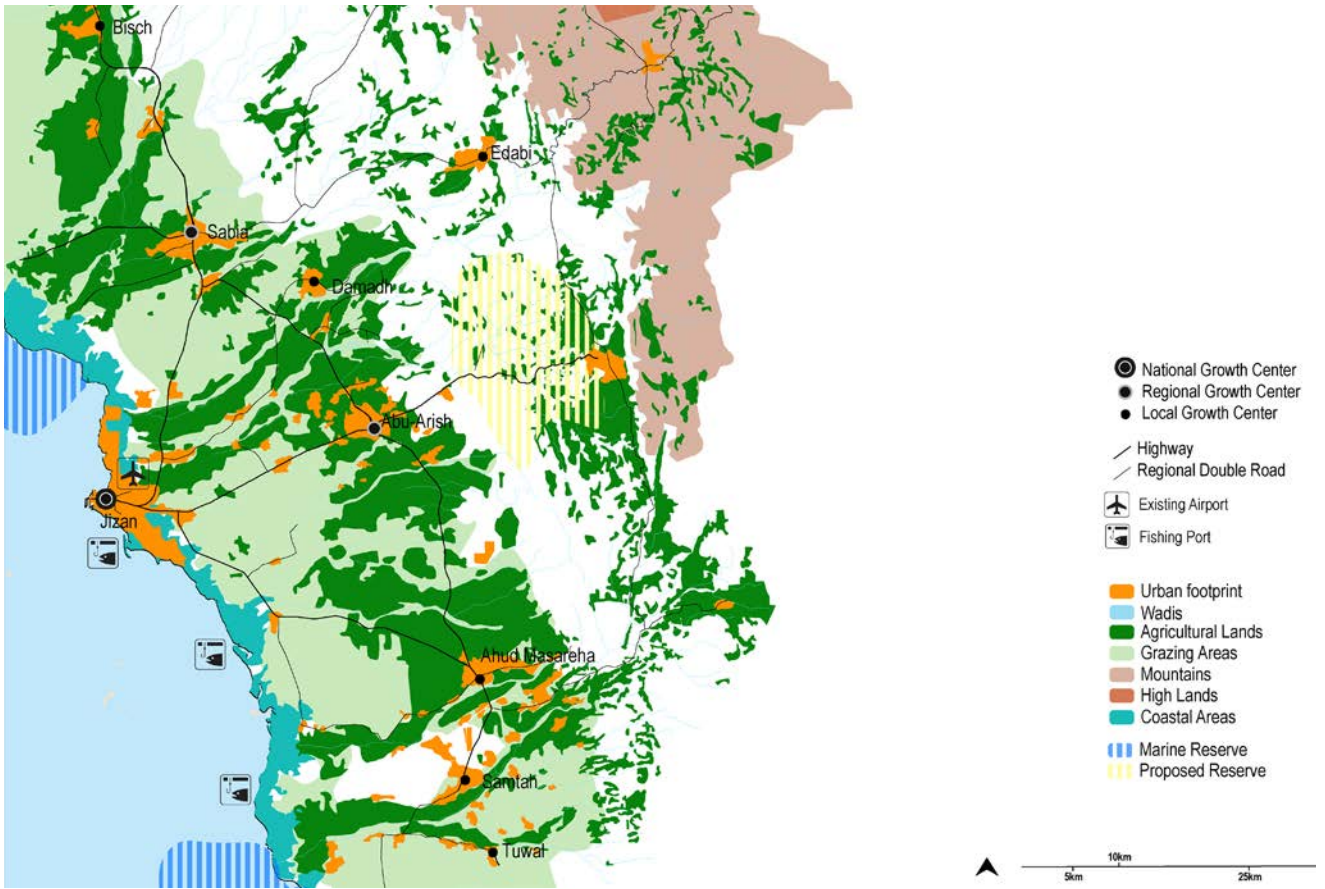 Bisch
Edabi
Sabia
Damadh
Abu-Arish
Jizan
Ahud Masareha
Samtah
Tuwal
National Growth Center
Regional Growth Center
Local Growth Center
Highway
Regional Double Road
Existing Airport
Fishing Port
Urban footprint
Wadis
Agricultural Lands
Grazing Areas
Mountains
High Lands
Coastal Areas
Marine Reserve
Proposed Reserve
10km
5km 25km